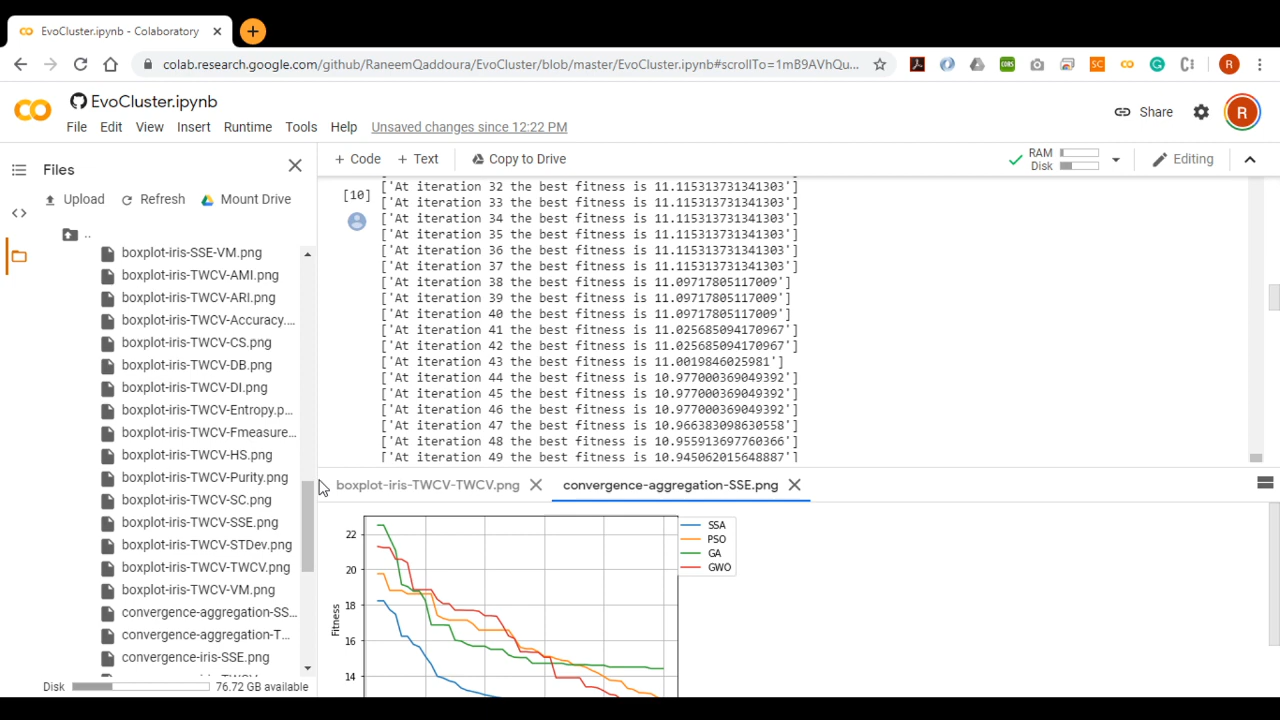 EvoCluster.ipynb - Colaboratory
colab.research.google.com/github/RaneemQaddoura/EvoCluster/blob/master/EvoCluster.ipynb#scrollTo=1mB9AVhQu...
R
EvoCluster.ipynb
Share
R
File Edit View Insert Runtime Tools Help Unsaved changes since 12:22 PM
Files
+ Code + Text Copy to Drive
RAM
Disk
Editing
Upload Refresh Mount Drive
..
boxplot-iris-SSE-VM.png
boxplot-iris-TWCV-AMI.png
boxplot-iris-TWCV-ARI.png
boxplot-iris-TWCV-Accuracy....
boxplot-iris-TWCV-CS.png
boxplot-iris-TWCV-DB.png
boxplot-iris-TWCV-DI.png
boxplot-iris-TWCV-Entropy.p...
boxplot-iris-TWCV-Fmeasure...
boxplot-iris-TWCV-HS.png
boxplot-iris-TWCV-Purity.png
boxplot-iris-TWCV-SC.png
boxplot-iris-TWCV-SSE.png
boxplot-iris-TWCV-STDev.png
boxplot-iris-TWCV-TWCV.png
boxplot-iris-TWCV-VM.png
convergence-aggregation-SS...
convergence-aggregation-T...
convergence-iris-SSE.png
Disk 76.72 GB available
[10]
['At iteration 32 the best fitness is 11.115313731341303']
['At iteration 33 the best fitness is 11.115313731341303']
['At iteration 34 the best fitness is 11.115313731341303']
['At iteration 35 the best fitness is 11.115313731341303']
['At iteration 36 the best fitness is 11.115313731341303']
['At iteration 37 the best fitness is 11.115313731341303']
['At iteration 38 the best fitness is 11.09717805117009']
['At iteration 39 the best fitness is 11.09717805117009']
['At iteration 40 the best fitness is 11.09717805117009']
['At iteration 41 the best fitness is 11.025685094170967']
['At iteration 42 the best fitness is 11.025685094170967']
['At iteration 43 the best fitness is 11.0019846025981']
['At iteration 44 the best fitness is 10.977000369049392']
['At iteration 45 the best fitness is 10.977000369049392']
['At iteration 46 the best fitness is 10.977000369049392']
['At iteration 47 the best fitness is 10.966383098630558']
['At iteration 48 the best fitness is 10.955913697760366']
['At iteration 49 the best fitness is 10.945062015648887']
boxplot-iris-TWCV-TWCV.png convergence-aggregation-SSE.png
22
20
18
16
14
Fitness
SSA
PSO
GA
GWO